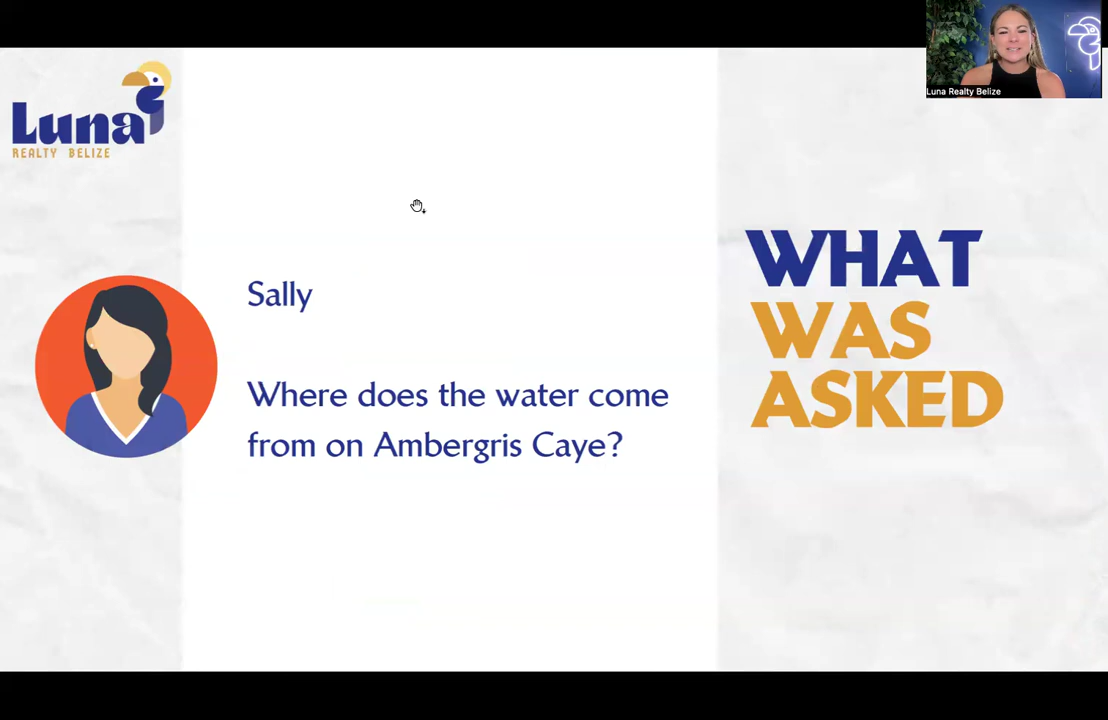 Luna
REALTY BELIZE
Luna Realty Belize
Sally
Where does the water come
from on Ambergris Caye?
WHAT
WAS
ASKED